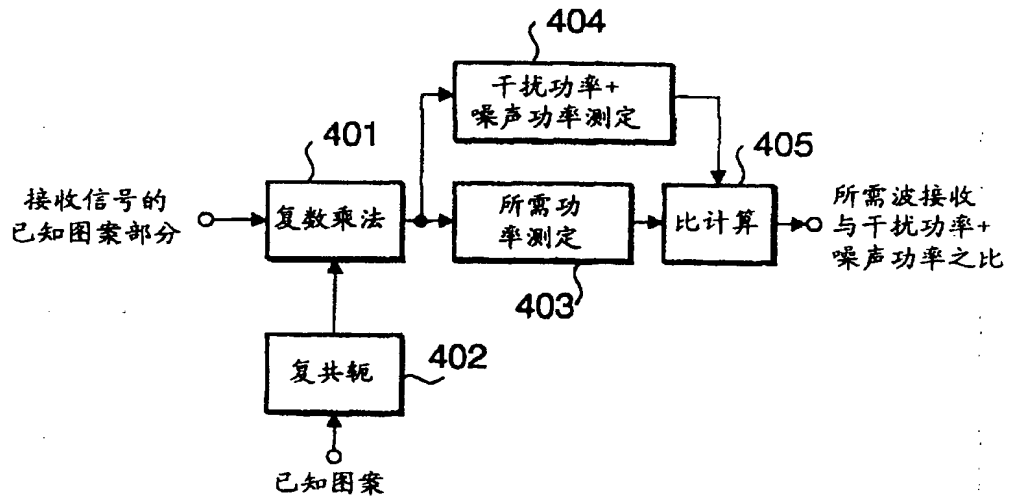 404
干扰功率+
噪声功率测定
401
405
接收信号的
已知图案部分
复数乘法
所需功
率测定
比计算
所需波接收
与干扰功率+
噪声功率之比
403
复共轭
402
已知图案